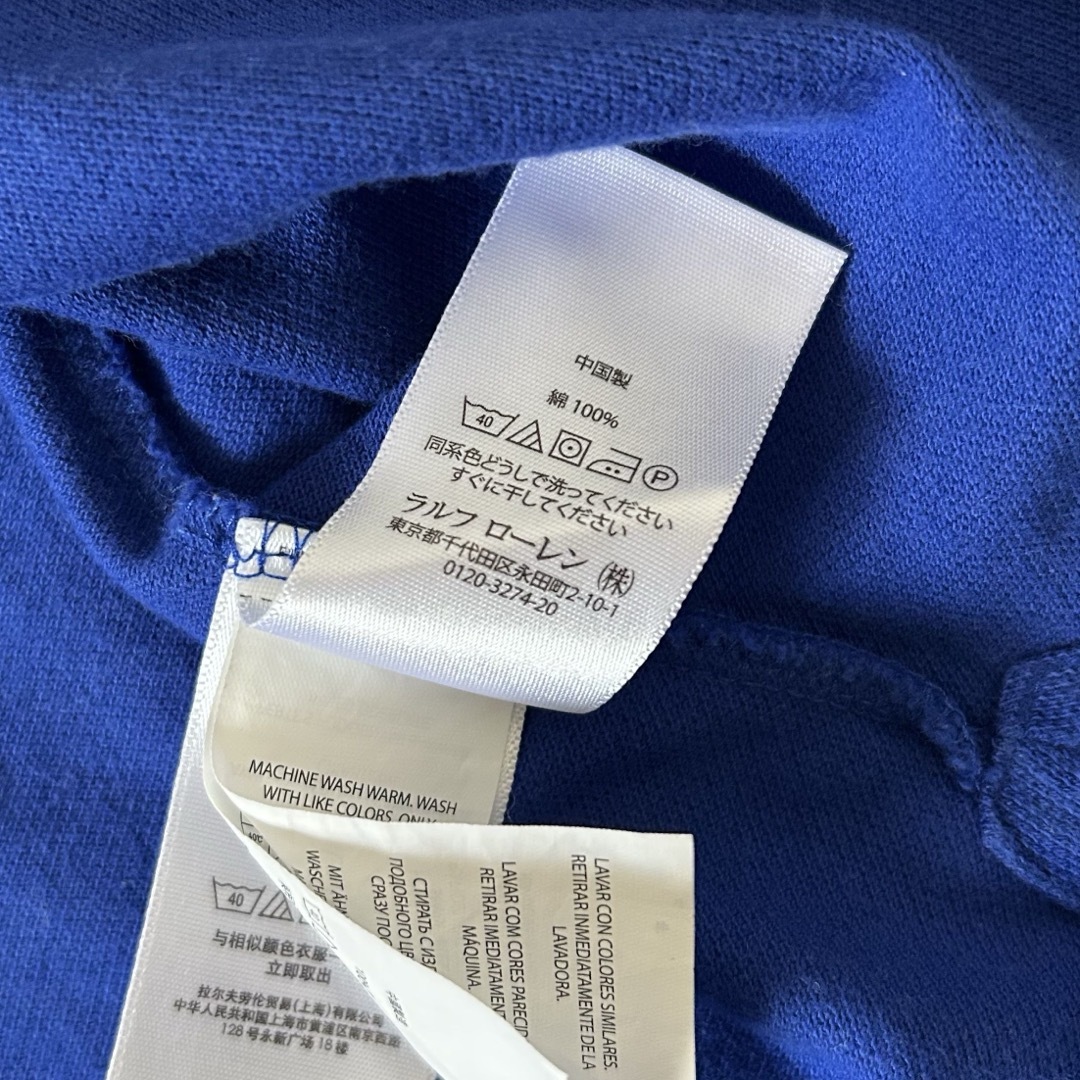 中国製
綿 100%
40
P
同系色どうしで洗ってください
すぐに干してください
ラルフ ローレン ㈱
東京都千代田区永田町2-10-1
0120-3274-20
MACHINE WASH WARM. WASH
WITH LIKE COLORS
LAVAR CON COLORES SIMILARES.
RETIRAR INMEDIATAMENTE DE LA
LAVADORA.
LAVAR COM CORES
RETIRAR IMEDIATAMEN
MÁQUINA.
СТИРАТЬ С ИЗ
ПОДОБНОГО ЦВ
СРАЗУ ПОС
MIT ÄHN
WASCHE
40
与相似颜色衣服
立即取出
拉尔夫劳伦贸易(上海)有限公司
中华人民共和国上海市黄浦区南京西路
128号永新广场18楼